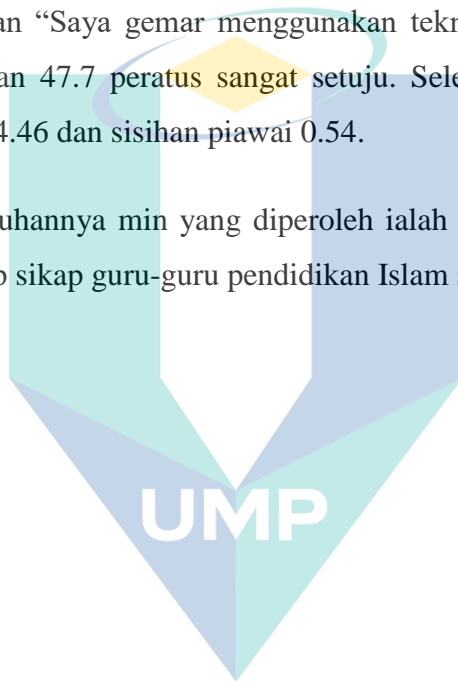 an “Saya gemar menggunakan tekn
an 47.7 peratus sangat setuju. Sele
4.46 dan sisihan piawai 0.54.
uhannya min yang diperoleh ialah
sikap guru-guru pendidikan Islam
UMP